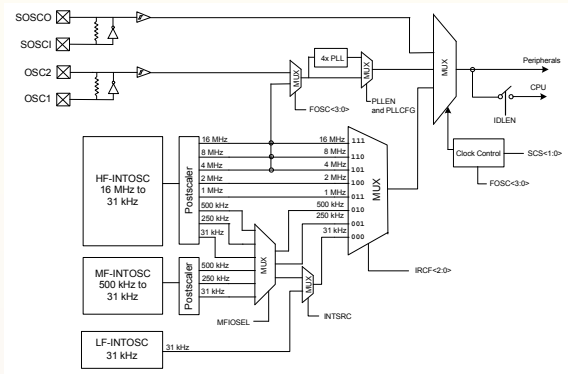 SOSCO
SOSCI
OSC2
OSC1
MUX
4x PLL
MUX
FOSC<3:0>
PLLEN
and PLLCFG
MUX
Peripherals
CPU
IDLEN
Clock Control
SCS<1:0>
FOSC<3:0>
HF-INTOSC
16 MHz to
31 kHz
Postscaler
16 MHz
8 MHz
4 MHz
2 MHz
1 MHz
500 kHz
250 kHz
31 kHz
16 MHz
8 MHz
4 MHz
2 MHz
1 MHz
500 kHz
250 kHz
31 kHz
111
110
101
100
011
010
001
000
MUX
IRCF<2:0>
MF-INTOSC
500 kHz to
31 kHz
Postscaler
500 kHz
250 kHz
31 kHz
MUX
MFIOSEL
MUX
INTSRC
LF-INTOSC
31 kHz
31 kHz